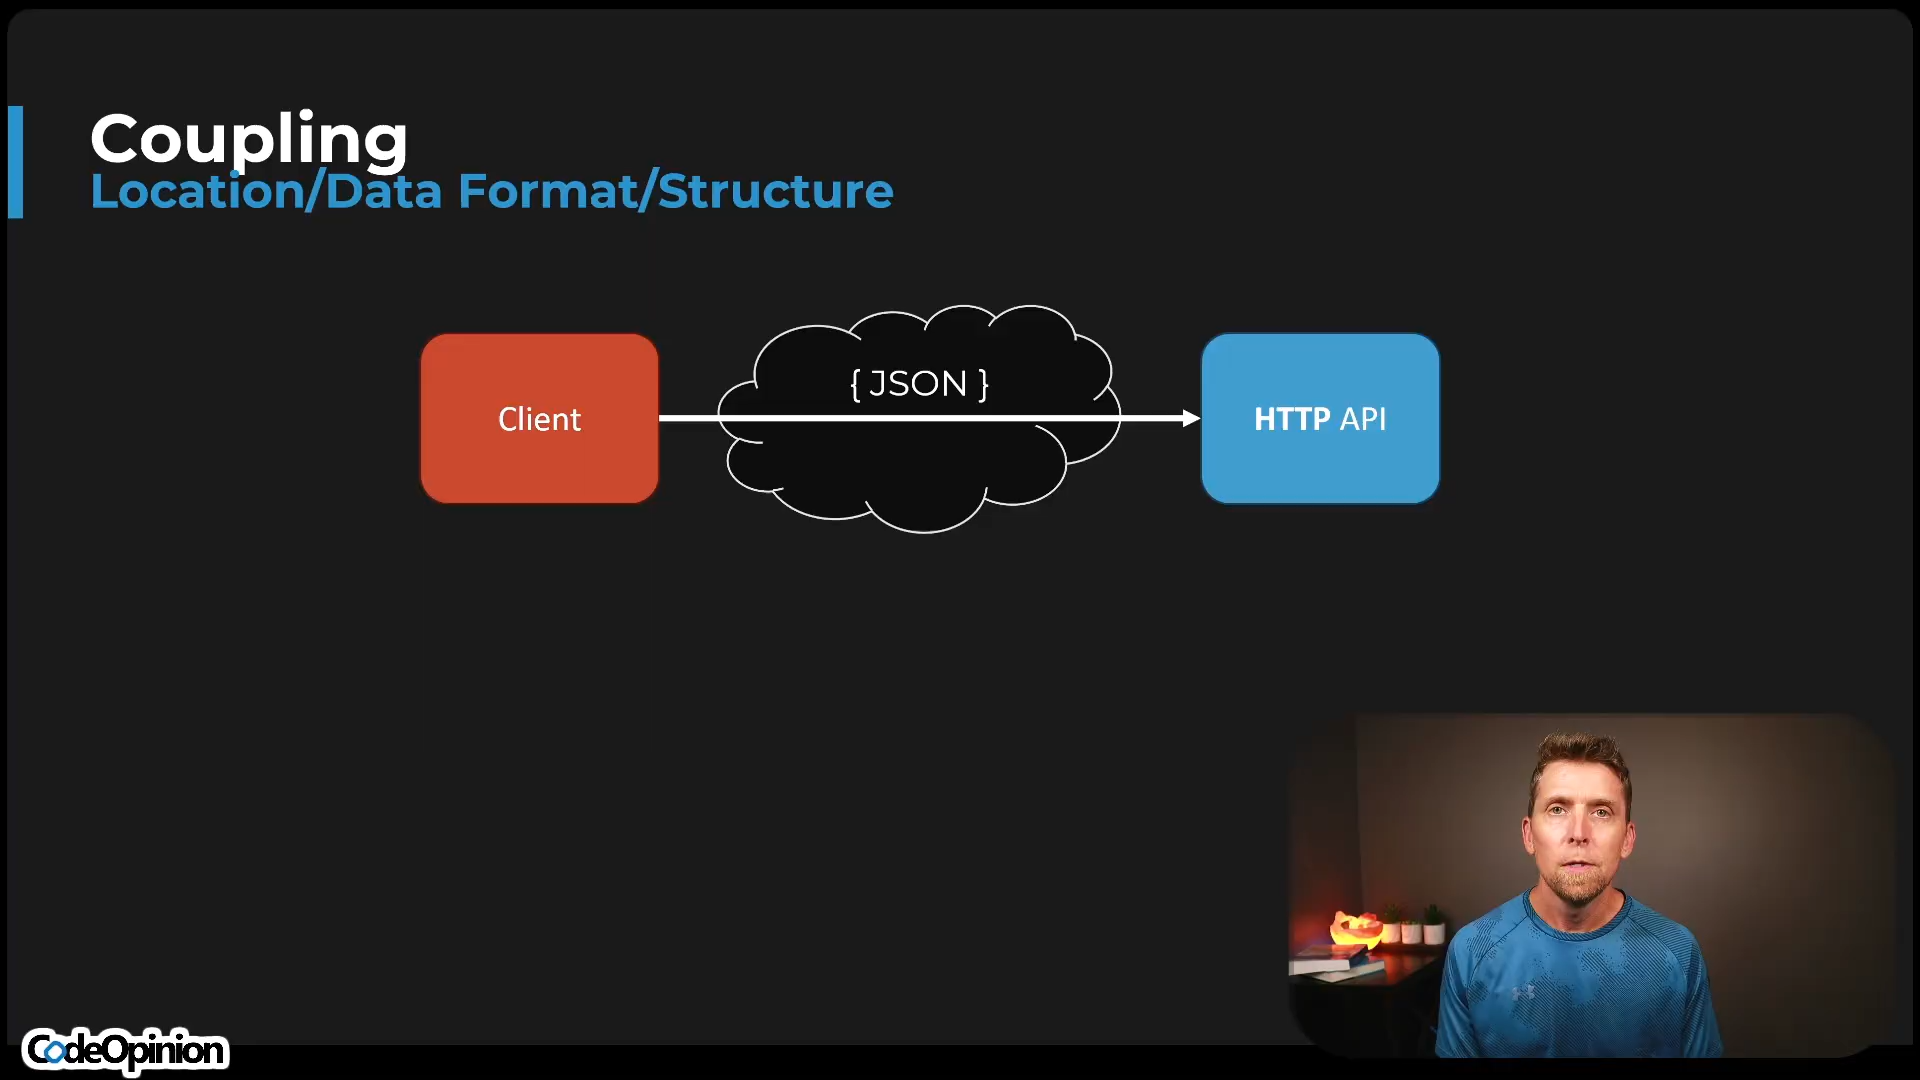 Coupling
Location/Data Format/Structure
{ JSON }
Client
HTTP API
CodeOpinion